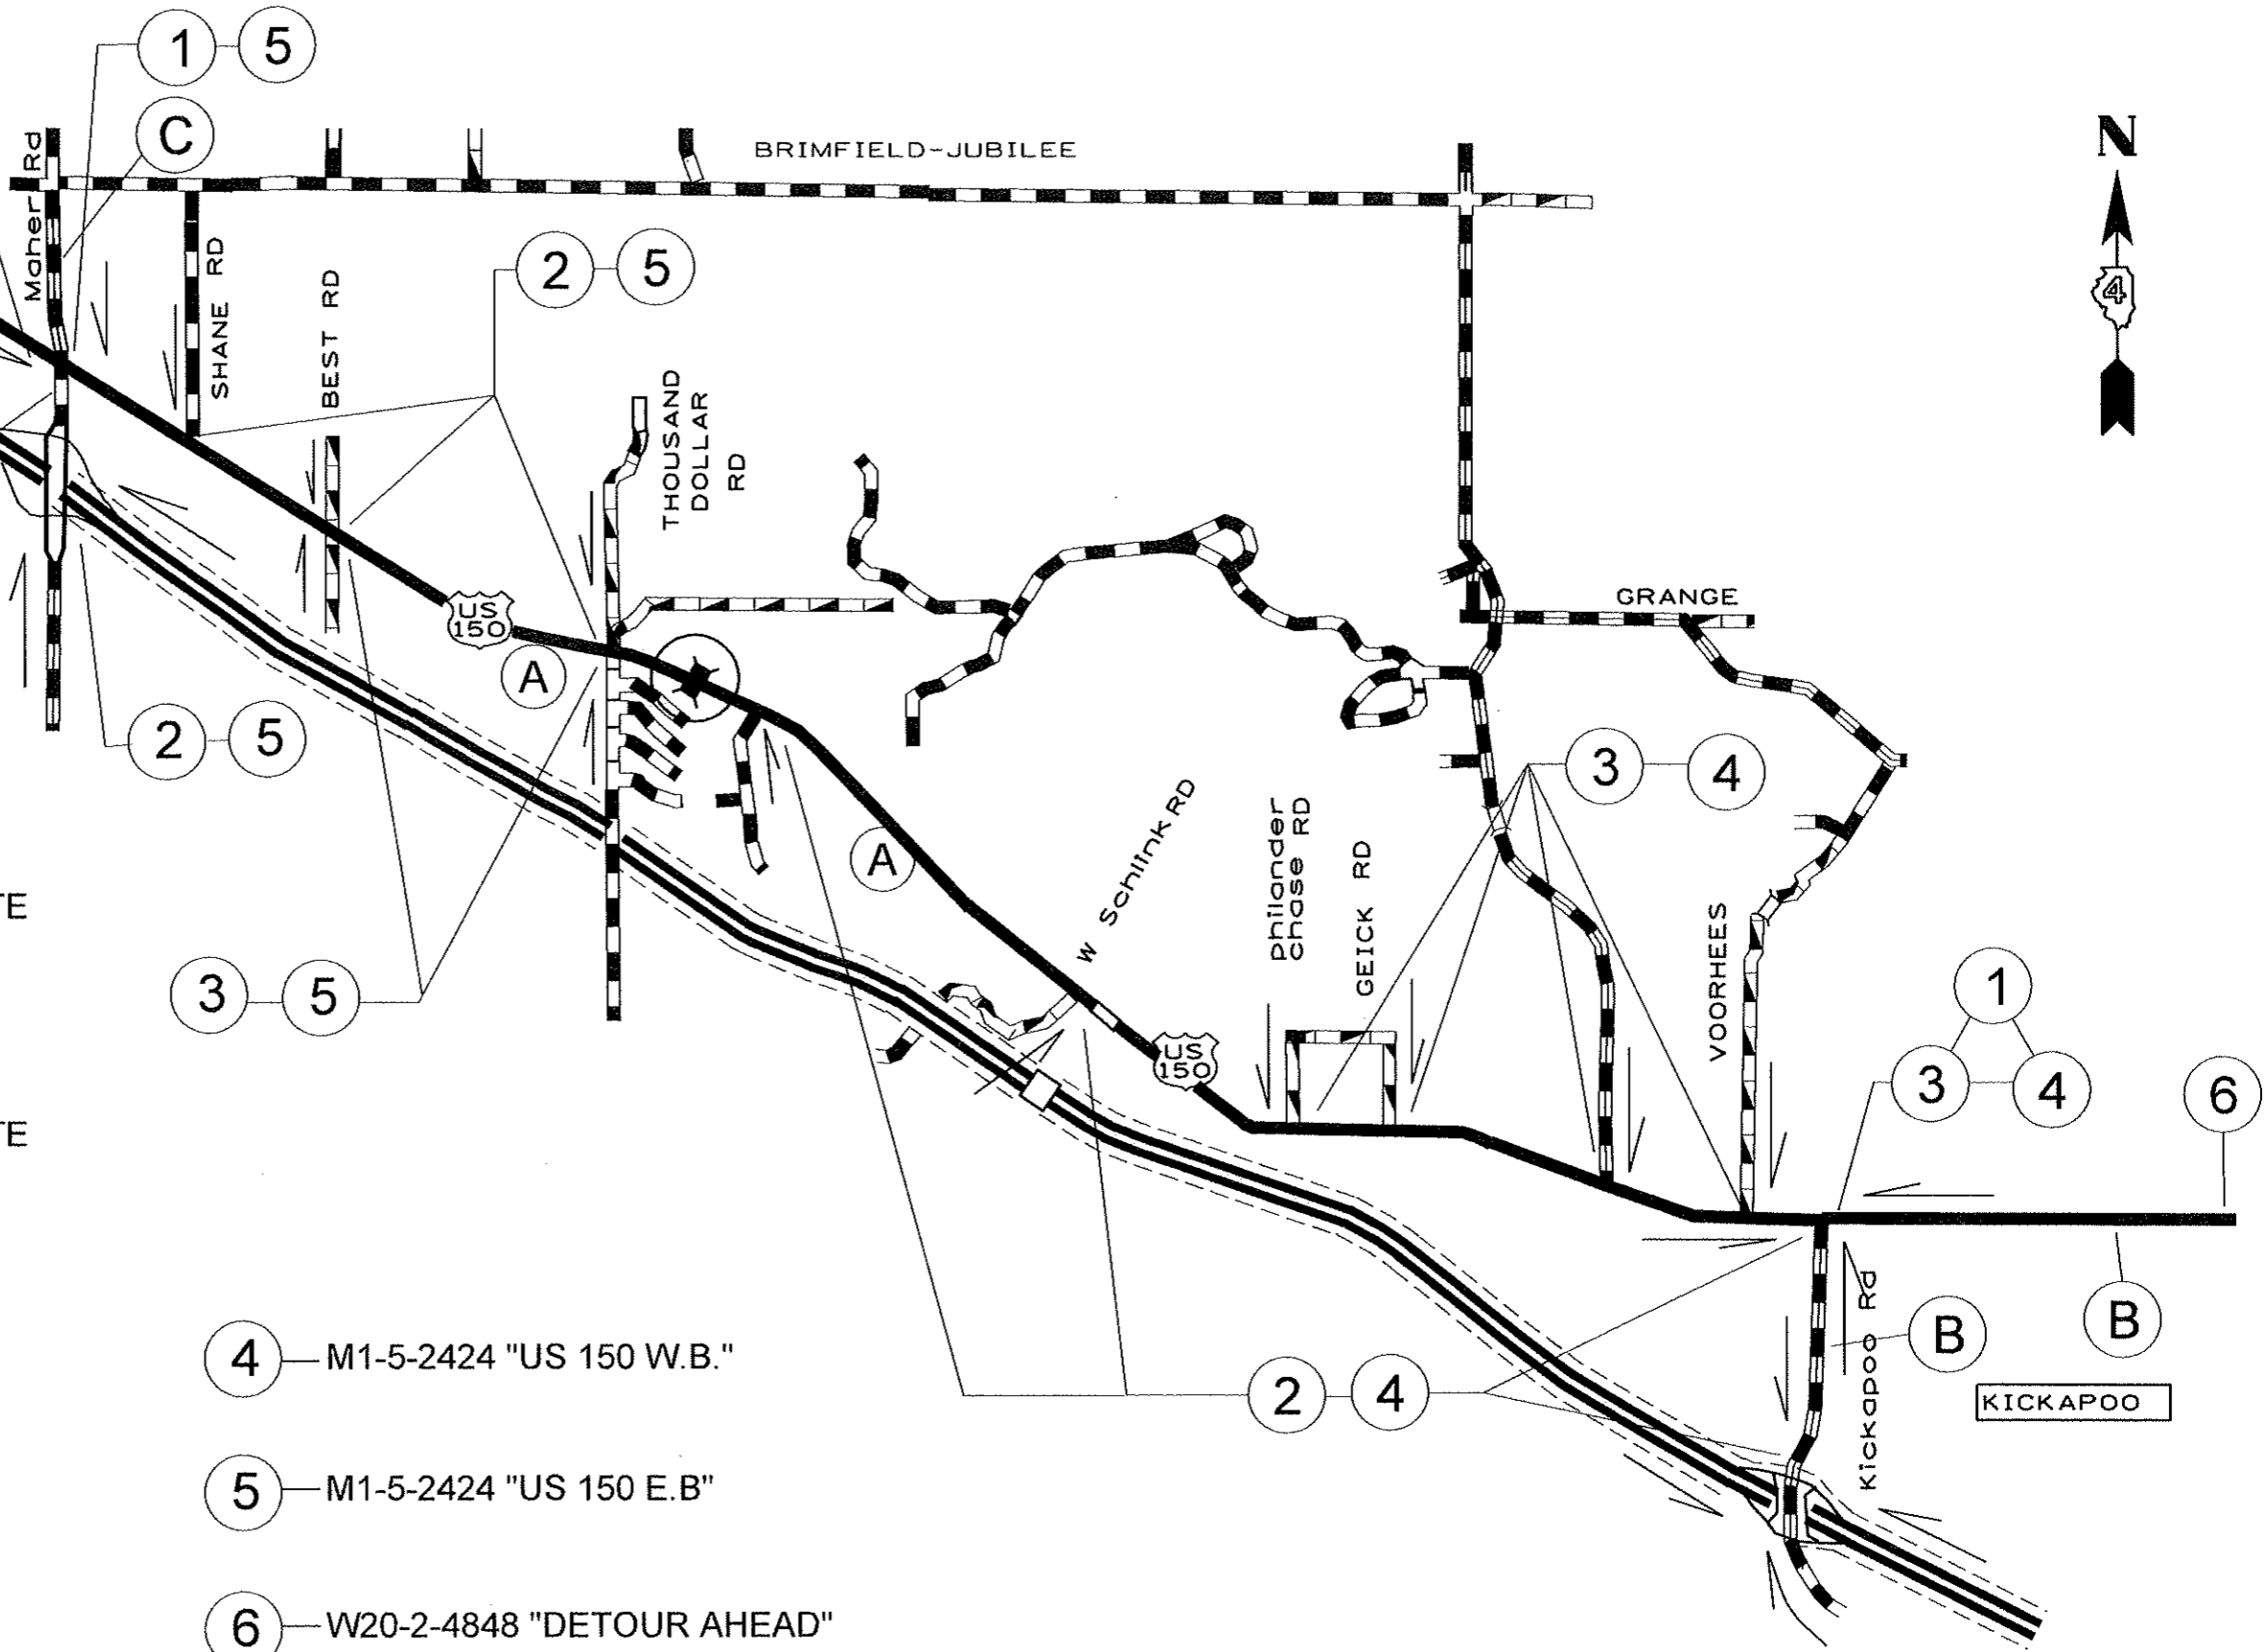 1 5
C
Maher Rd
BRIMFIELD-JUBILEE
N
4
SHANE RD
BEST RD
2 5
THOUSAND
DOLLAR
RD
US
150
A
GRANGE
2 5
3 4
A
W Schlink RD
Philander
Chase RD
GEICK RD
VOORHEES
TE
3 5
1
3 4
6
US
150
TE
B
B
Kickapoo Rd
KICKAPOO
2 4
4 M1-5-2424 "US 150 W.B."
5 M1-5-2424 "US 150 E.B"
6 W20-2-4848 "DETOUR AHEAD"